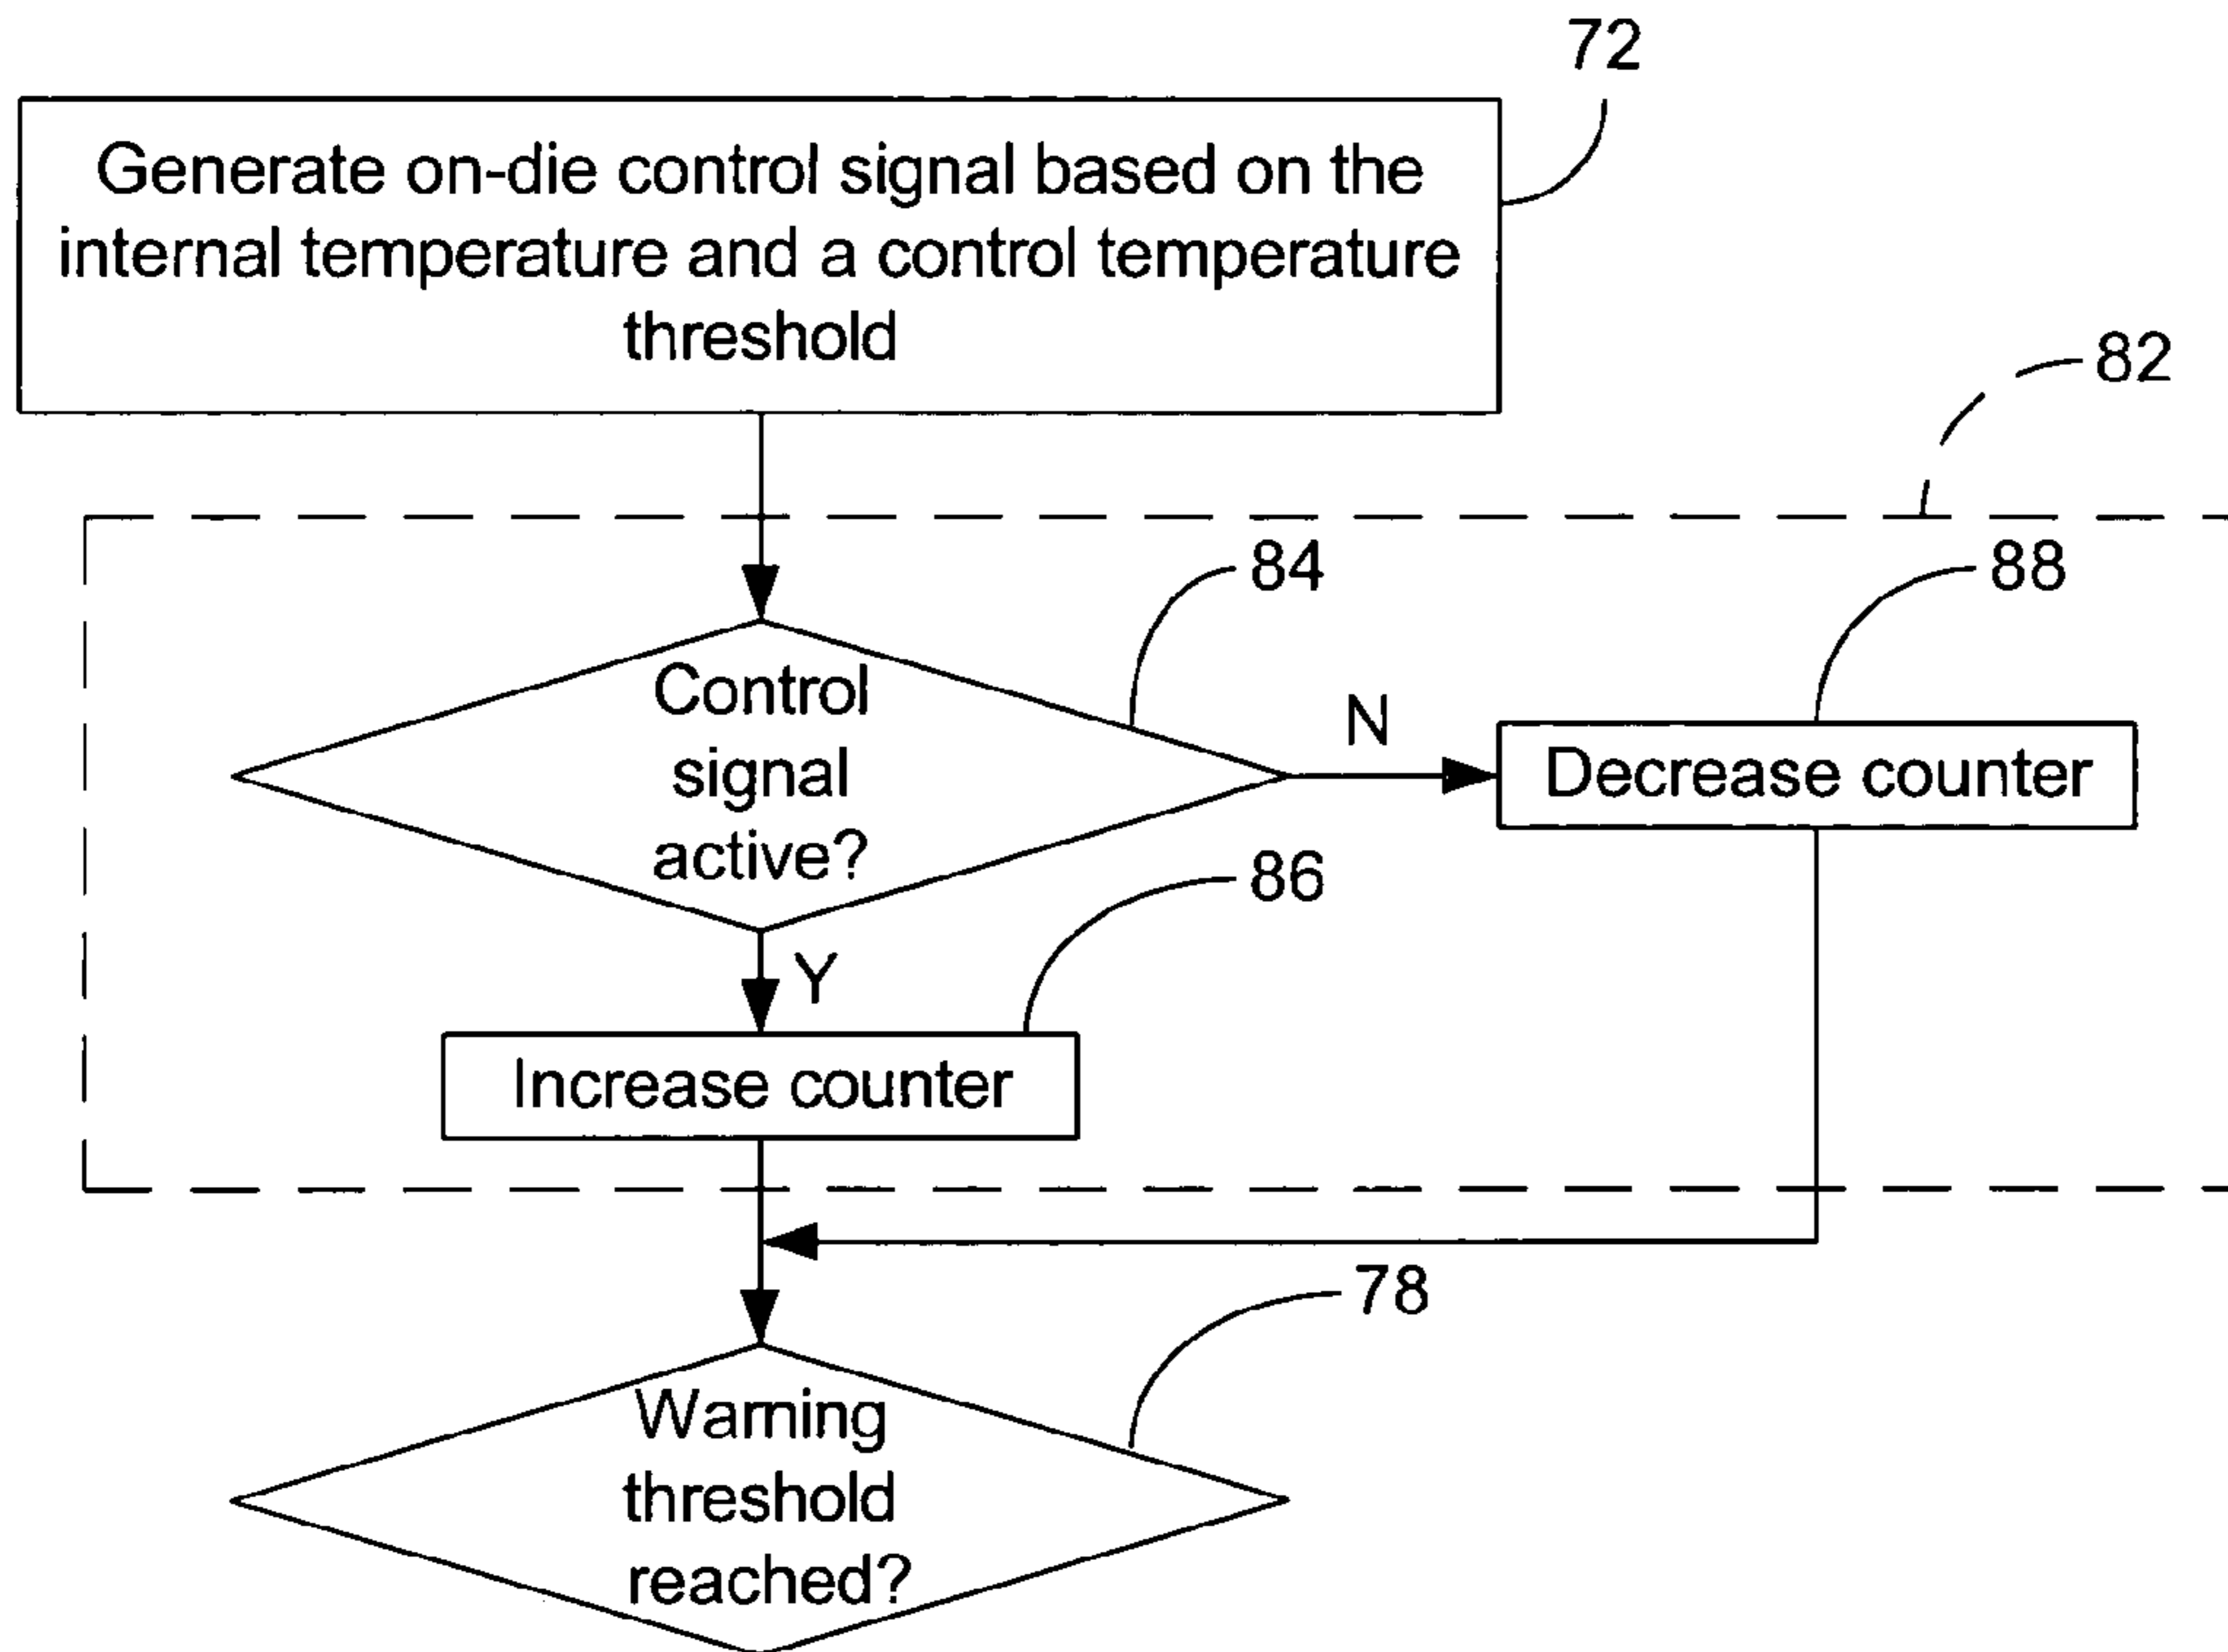 72
Generate on-die control signal based on the
internal temperature and a control temperature
threshold
82
84
88
Control
signal
active?
N
Decrease counter
86
Y
Increase counter
78
Warning
threshold
reached?